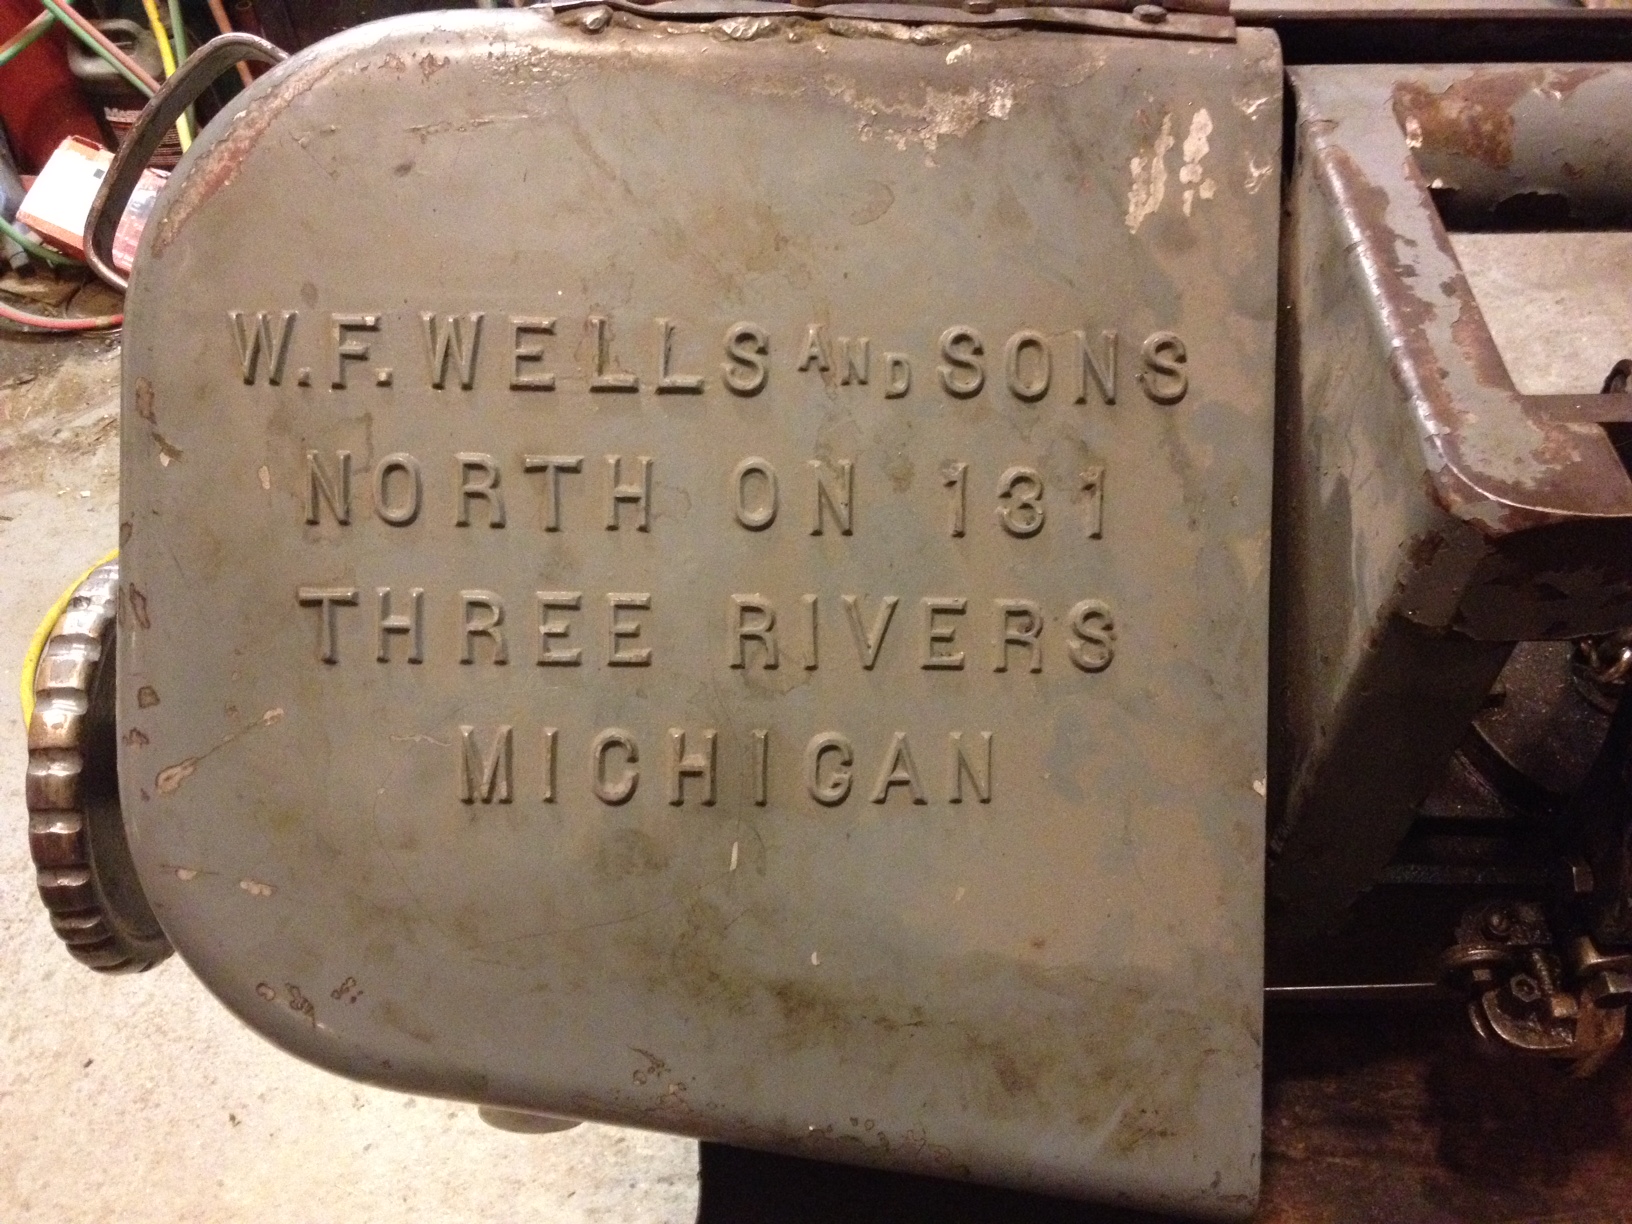 W.F. WELLS AND SONS
NORTH ON 131
THREE RIVERS
MICHIGAN